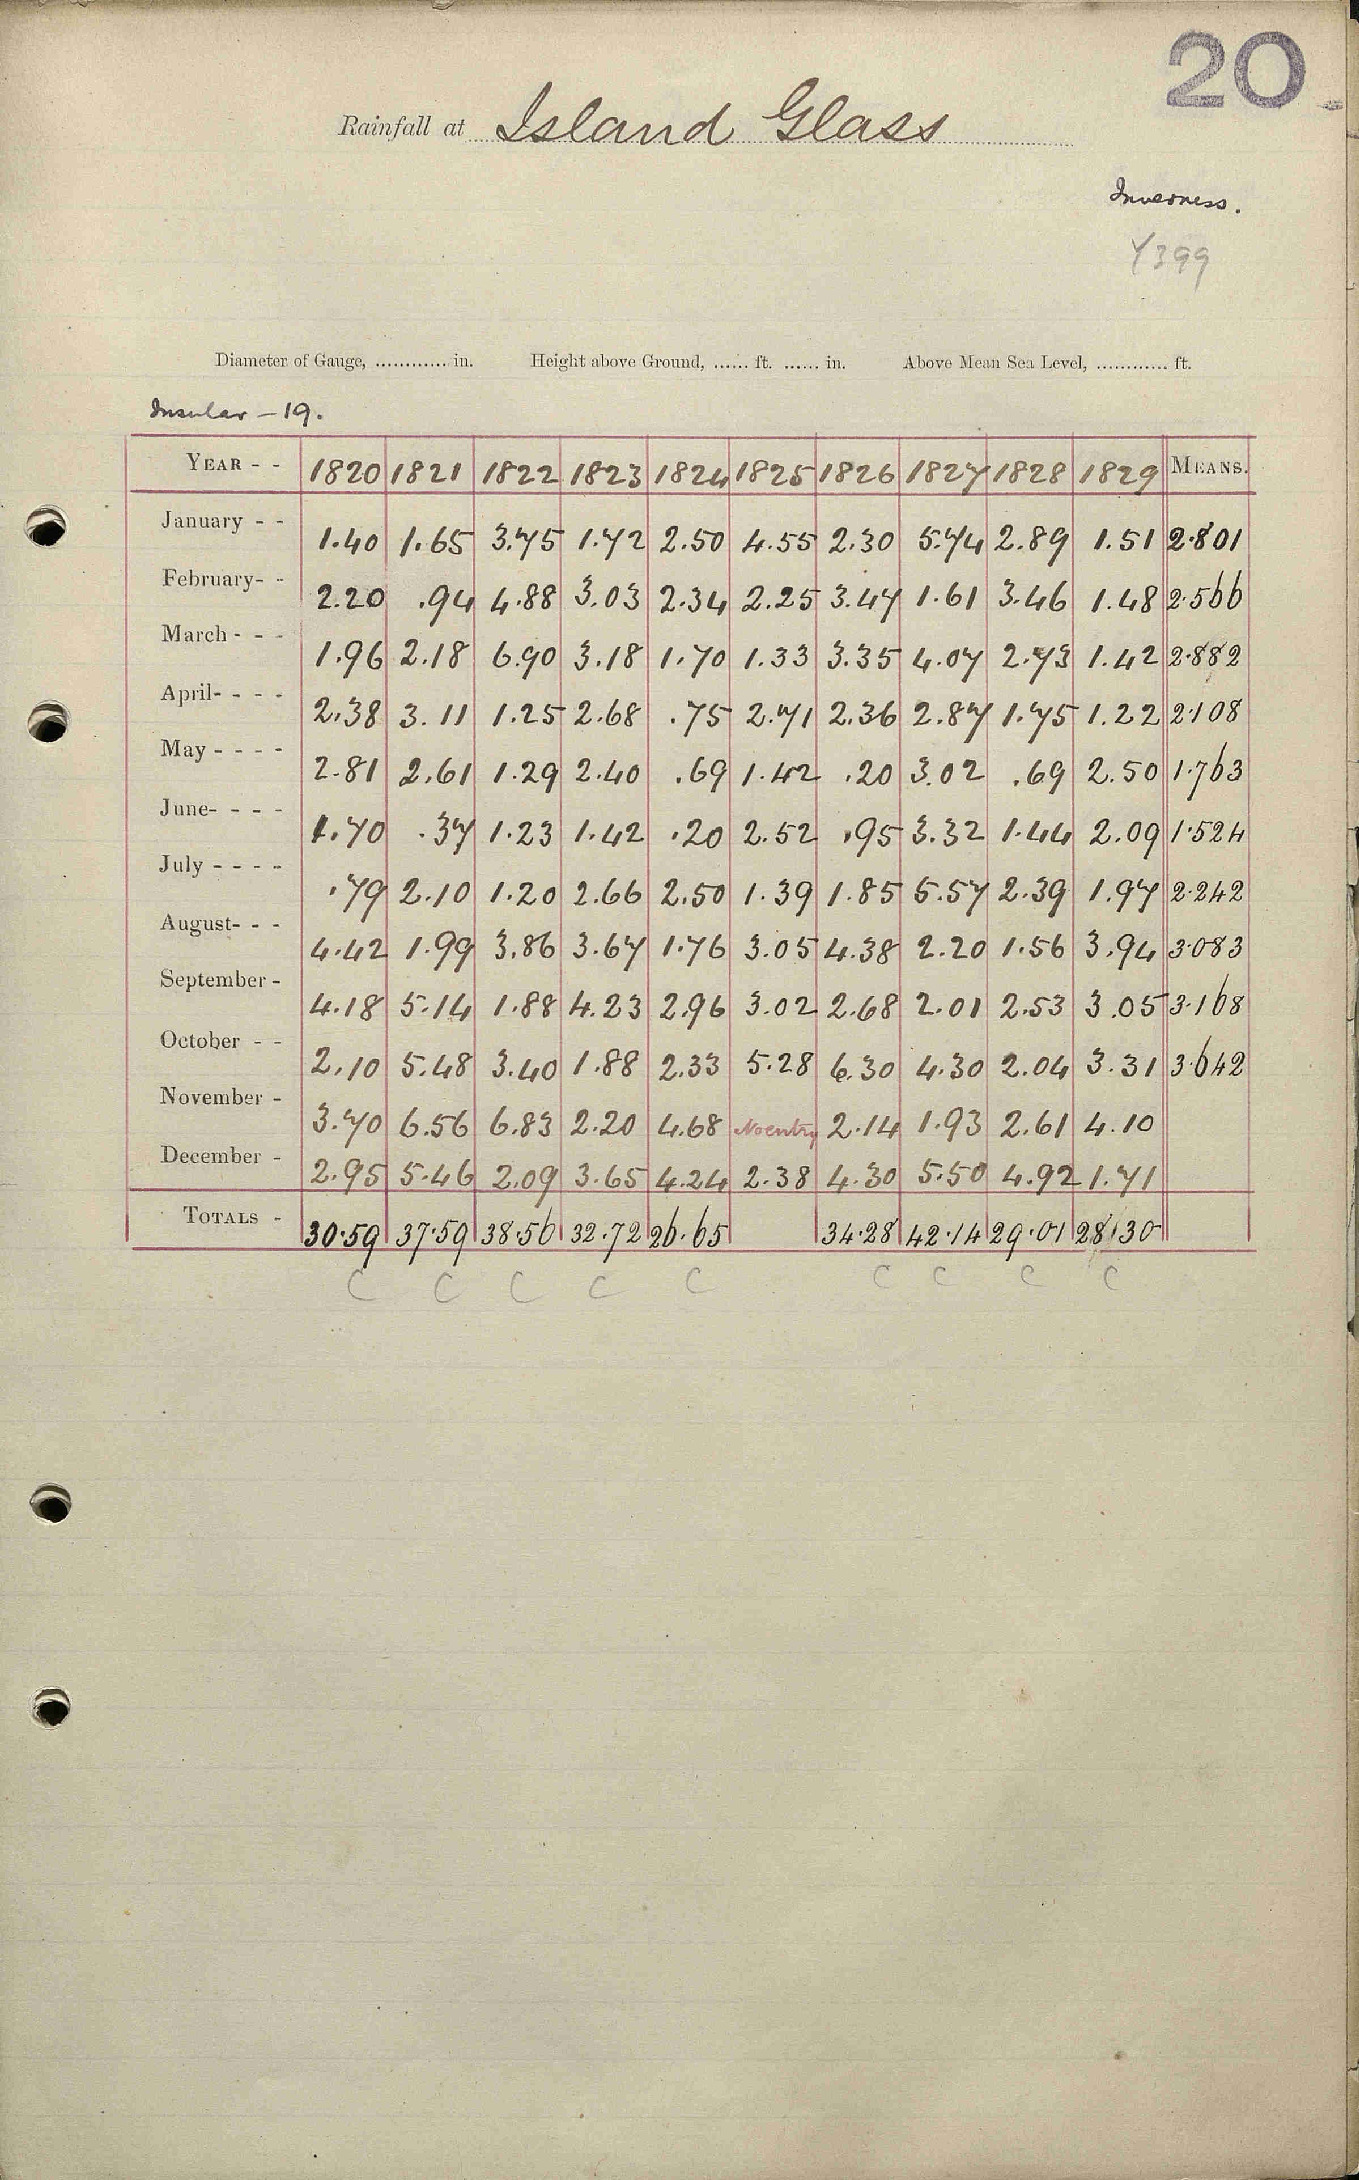 20
Rainfall at Island Glass
Inverness.
Y399
Diameter of Gauge, ............ in. Height above Ground, ...... ft. ...... in. Above Mean Sea Level, ............ ft.
Insular - 19.
YEAR - - 1820 1821 1822 1823 1824 1825 1826 1827 1828 1829 MEANS.
January - - 1.40 1.65 3.75 1.72 2.50 4.55 2.30 5.74 2.89 1.51 2.801
February- - 2.20 .94 4.88 3.03 2.34 2.25 3.47 1.61 3.46 1.48 2.566
March - - - 1.96 2.18 6.90 3.18 1.70 1.33 3.35 4.07 2.73 1.42 2.882
April- - - - 2.38 3.11 1.25 2.68 .75 2.71 2.36 2.87 1.75 1.22 2.108
May - - - - 2.81 2.61 1.29 2.40 .69 1.42 .20 3.02 .69 2.50 1.763
June- - - - 1.70 .37 1.23 1.42 .20 2.52 .95 3.32 1.44 2.09 1.524
July - - - - .79 2.10 1.20 2.66 2.50 1.39 1.85 5.57 2.39 1.97 2.242
August- - - 4.42 1.99 3.86 3.67 1.76 3.05 4.38 2.20 1.56 3.94 3.083
September - 4.18 5.14 1.88 4.23 2.96 3.02 2.68 2.01 2.53 3.05 3.168
October - - 2.10 5.48 3.40 1.88 2.33 5.28 6.30 4.30 2.04 3.31 3.642
November - 3.70 6.56 6.83 2.20 4.68 No entry 2.14 1.93 2.61 4.10
December - 2.95 5.46 2.09 3.65 4.24 2.38 4.30 5.50 4.92 1.71
TOTALS - 30.59 37.59 38.56 32.72 26.65 34.28 42.14 29.01 28.30
C C C C C C C C C